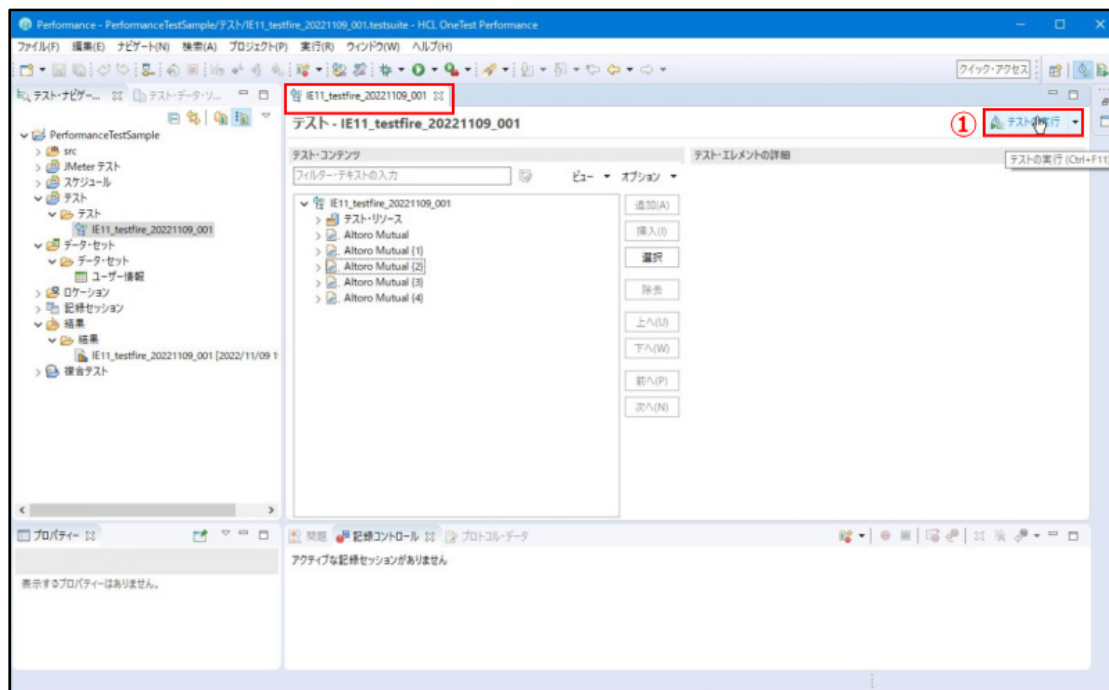 Performance - PerformanceTestSample/テスト/IE11_testfire_20221109_001.testsuite - HCL OneTest Performance
ファイル(F) 編集(E) ナビゲート(N) 検索(A) プロジェクト(P) 実行(R) ウィンドウ(W) ヘルプ(H)
クイック・アクセス
テスト・ナビゲー... テスト・データ・ソ...
IE11_testfire_20221109_001
テスト - IE11_testfire_20221109_001
① テストの実行
テストの実行 (Ctrl+F11)
PerformanceTestSample
src
JMeter テスト
スケジュール
テスト
テスト
IE11_testfire_20221109_001
データ・セット
データ・セット
ユーザー情報
ロケーション
記録セッション
結果
結果
IE11_testfire_20221109_001 [2022/11/09 1
複合テスト
テスト・コンテンツ
フィルター・テキストの入力
ビュー オプション
IE11_testfire_20221109_001
テスト・リソース
Altoro Mutual
Altoro Mutual {1}
Altoro Mutual {2}
Altoro Mutual {3}
Altoro Mutual {4}
追加(A)
挿入(I)
選択
除去
上へ(U)
下へ(W)
前へ(P)
次へ(N)
テスト・エレメントの詳細
プロパティー
表示するプロパティーはありません。
問題 記録コントロール プロトコル・データ
アクティブな記録セッションがありません